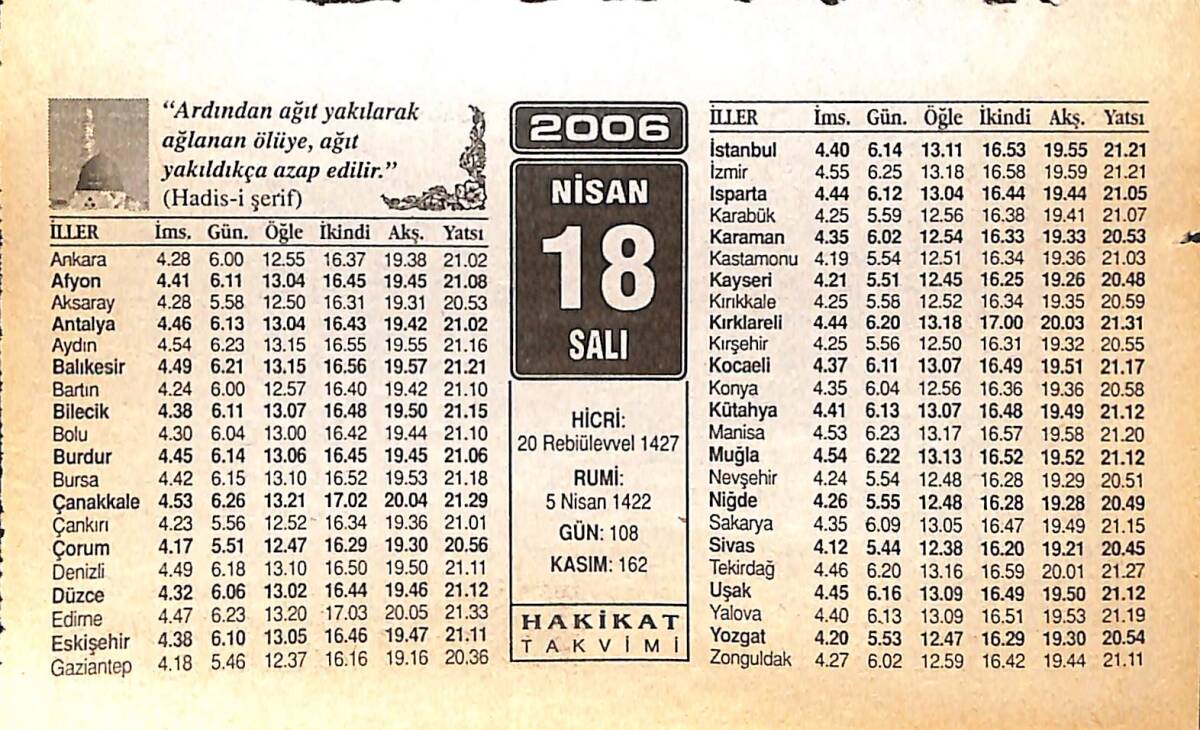 "Ardından ağıt yakılarak
ağlanan ölüye, ağıt
yakıldıkça azap edilir."
(Hadis-i şerif)
İLLER İms. Gün. Öğle İkindi Akş. Yatsı
Ankara 4.28 6.00 12.55 16.37 19.38 21.02
Afyon 4.41 6.11 13.04 16.45 19.45 21.08
Aksaray 4.28 5.58 12.50 16.31 19.31 20.53
Antalya 4.46 6.13 13.04 16.43 19.42 21.02
Aydın 4.54 6.23 13.15 16.55 19.55 21.16
Balıkesir 4.49 6.21 13.15 16.56 19.57 21.21
Bartın 4.24 6.00 12.57 16.40 19.42 21.10
Bilecik 4.38 6.11 13.07 16.48 19.50 21.15
Bolu 4.30 6.04 13.00 16.42 19.44 21.10
Burdur 4.45 6.14 13.06 16.45 19.45 21.06
Bursa 4.42 6.15 13.10 16.52 19.53 21.18
Çanakkale 4.53 6.26 13.21 17.02 20.04 21.29
Çankırı 4.23 5.56 12.52 16.34 19.36 21.01
Çorum 4.17 5.51 12.47 16.29 19.30 20.56
Denizli 4.49 6.18 13.10 16.50 19.50 21.11
Düzce 4.32 6.06 13.02 16.44 19.46 21.12
Edirne 4.47 6.23 13.20 17.03 20.05 21.33
Eskişehir 4.38 6.10 13.05 16.46 19.47 21.11
Gaziantep 4.18 5.46 12.37 16.16 19.16 20.36
2006
NİSAN
18
SALI
HİCRİ:
20 Rebiülevvel 1427
RUMİ:
5 Nisan 1422
GÜN: 108
KASIM: 162
HAKİKAT
TAKVİMİ
İLLER İms. Gün. Öğle İkindi Akş. Yatsı
İstanbul 4.40 6.14 13.11 16.53 19.55 21.21
İzmir 4.55 6.25 13.18 16.58 19.59 21.21
Isparta 4.44 6.12 13.04 16.44 19.44 21.05
Karabük 4.25 5.59 12.56 16.38 19.41 21.07
Karaman 4.35 6.02 12.54 16.33 19.33 20.53
Kastamonu 4.19 5.54 12.51 16.34 19.36 21.03
Kayseri 4.21 5.51 12.45 16.25 19.26 20.48
Kırıkkale 4.25 5.58 12.52 16.34 19.35 20.59
Kırklareli 4.44 6.20 13.18 17.00 20.03 21.31
Kırşehir 4.25 5.56 12.50 16.31 19.32 20.55
Kocaeli 4.37 6.11 13.07 16.49 19.51 21.17
Konya 4.35 6.04 12.56 16.36 19.36 20.58
Kütahya 4.41 6.13 13.07 16.48 19.49 21.12
Manisa 4.53 6.23 13.17 16.57 19.58 21.20
Muğla 4.54 6.22 13.13 16.52 19.52 21.12
Nevşehir 4.24 5.54 12.48 16.28 19.29 20.51
Niğde 4.26 5.55 12.48 16.28 19.28 20.49
Sakarya 4.35 6.09 13.05 16.47 19.49 21.15
Sivas 4.12 5.44 12.38 16.20 19.21 20.45
Tekirdağ 4.46 6.20 13.16 16.59 20.01 21.27
Uşak 4.45 6.16 13.09 16.49 19.50 21.12
Yalova 4.40 6.13 13.09 16.51 19.53 21.19
Yozgat 4.20 5.53 12.47 16.29 19.30 20.54
Zonguldak 4.27 6.02 12.59 16.42 19.44 21.11